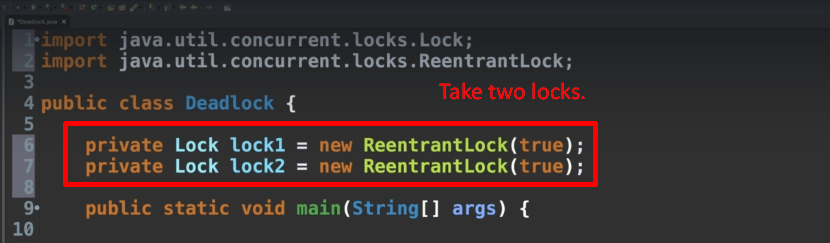 *Deadlock.java
1 import java.util.concurrent.locks.Lock;
2 import java.util.concurrent.locks.ReentrantLock;
3
Take two locks.
4 public class Deadlock {
5
6 private Lock lock1 = new ReentrantLock(true);
7 private Lock lock2 = new ReentrantLock(true);
8
9 public static void main(String[] args) {
10